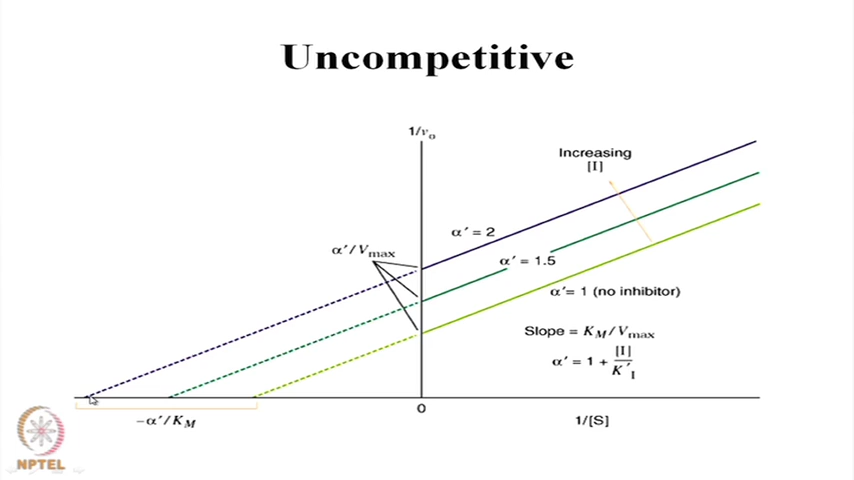 Uncompetitive
1/v₀
Increasing
[I]
α′ = 2
α′/Vmax
α′ = 1.5
α′= 1 (no inhibitor)
Slope = KM/Vmax
α′ = 1 + [I]/K′I
0
−α′/KM
1/[S]
NPTEL